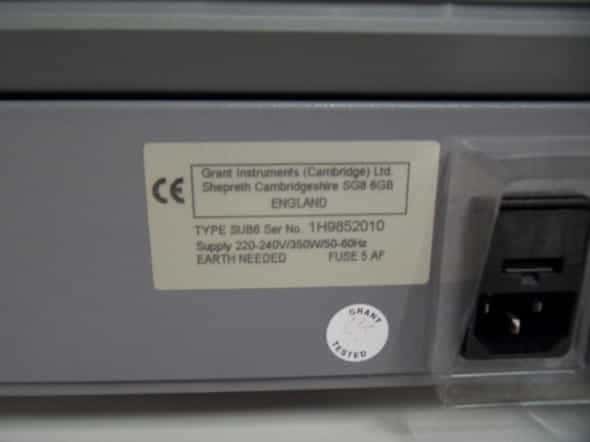 CE
Grant Instruments (Cambridge) Ltd.
Shepreth Cambridgeshire SG8 6GB
ENGLAND
TYPE SUB6 Ser No. 1H9852010
Supply 220-240V/350W/50-60Hz
EARTH NEEDED FUSE 5 AF
GRANT
TESTED